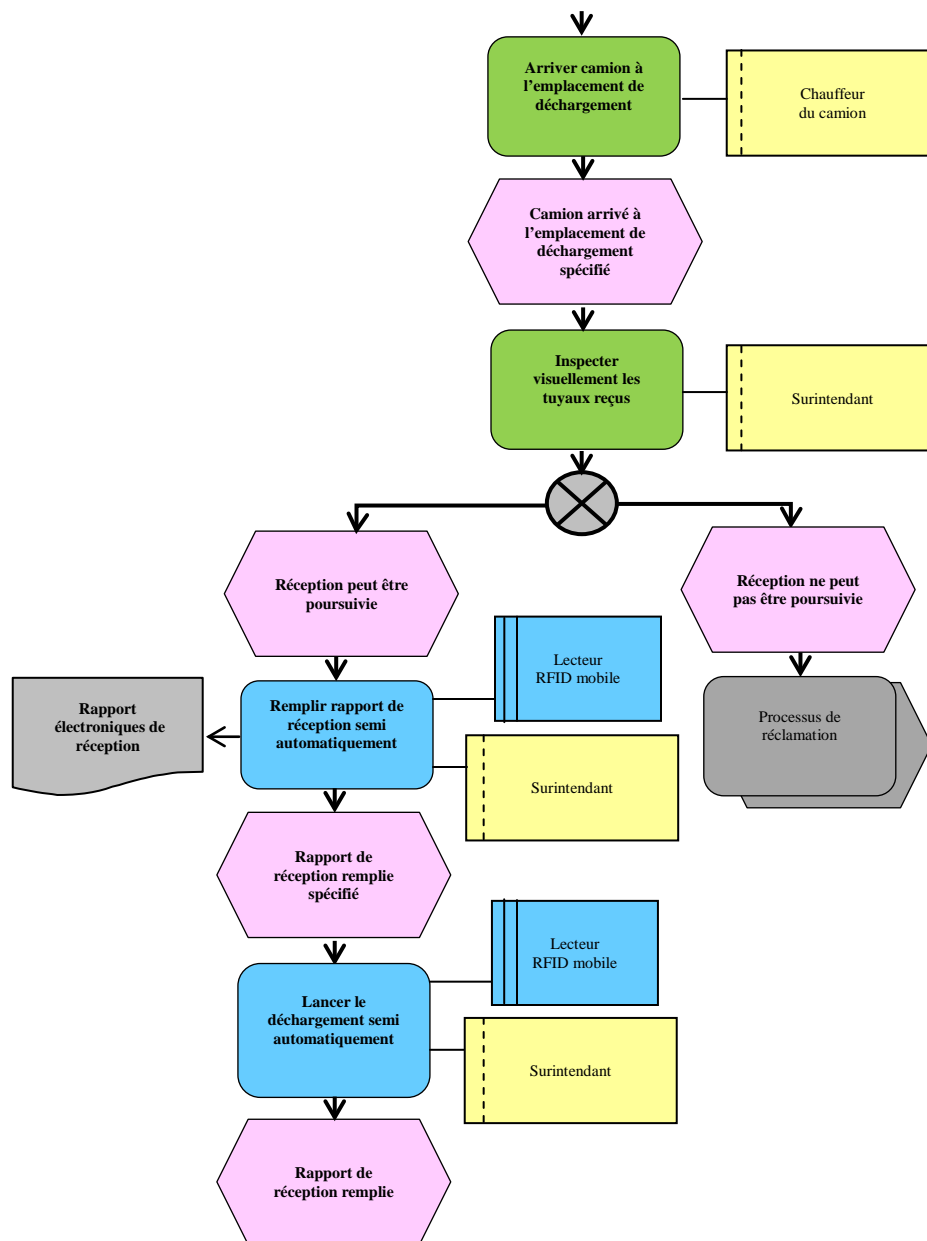 Arriver camion à
l’emplacement de
déchargement
Chauffeur
du camion
Camion arrivé à
l’emplacement de
déchargement
spécifié
Inspecter
visuellement les
tuyaux reçus
Surintendant
Réception peut être
poursuivie
Réception ne peut
pas être poursuivie
Lecteur
RFID mobile
Rapport
électroniques de
réception
Remplir rapport de
réception semi
automatiquement
Processus de
réclamation
Surintendant
Rapport de
réception remplie
spécifié
Lecteur
RFID mobile
Lancer le
déchargement semi
automatiquement
Surintendant
Rapport de
réception remplie